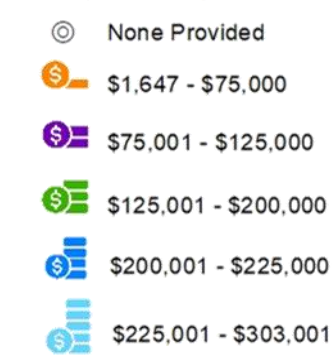 None Provided
$1,647 - $75,000
$75,001 - $125,000
$125,001 - $200,000
$200,001 - $225,000
$225,001 - $303,001